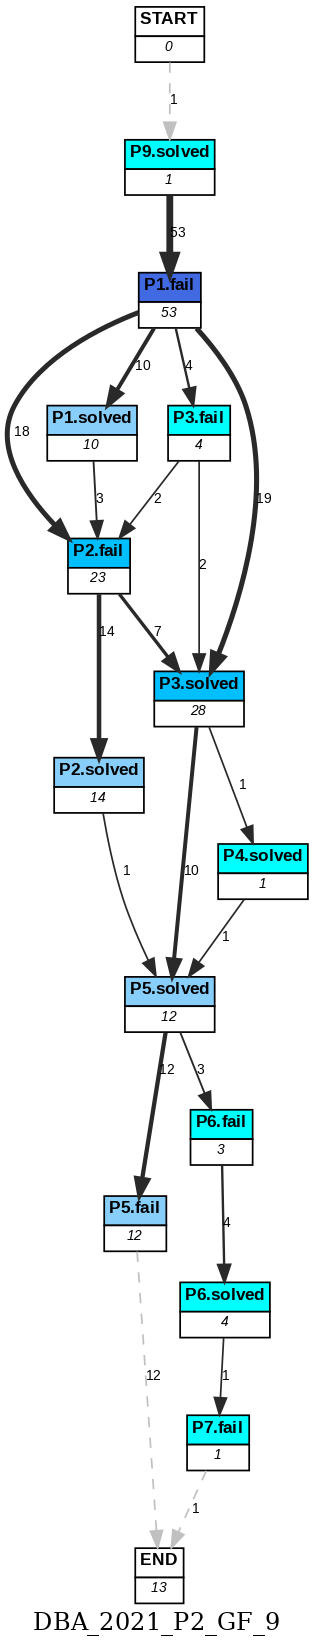 START
0
1
P9.solved
1
53
P1.fail
53
10
4
18
19
P1.solved
10
P3.fail
4
3
2
2
P2.fail
23
14
7
P3.solved
28
P2.solved
14
1
P4.solved
1
1
10
1
P5.solved
12
12
3
P6.fail
3
P5.fail
12
4
P6.solved
4
12
1
P7.fail
1
1
END
13
DBA_2021_P2_GF_9